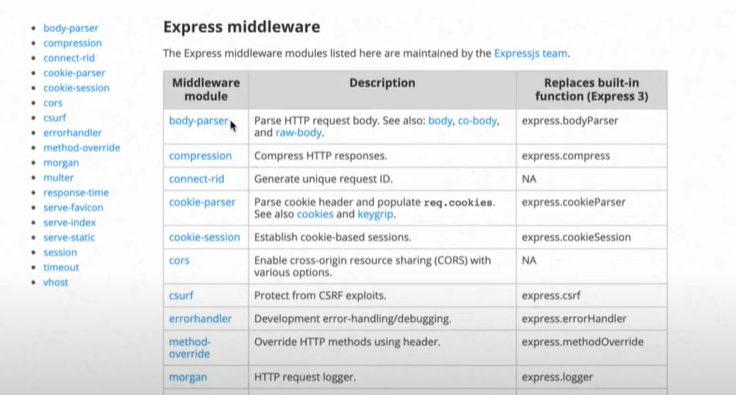 body-parser
compression
connect-rid
cookie-parser
cookie-session
cors
csurf
errorhandler
method-override
morgan
multer
response-time
serve-favicon
serve-index
serve-static
session
timeout
vhost
Express middleware
The Express middleware modules listed here are maintained by the Expressjs team.
Middleware module Description Replaces built-in function (Express 3)
body-parser Parse HTTP request body. See also: body, co-body, express.bodyParser
and raw-body.
compression Compress HTTP responses. express.compress
connect-rid Generate unique request ID. NA
cookie-parser Parse cookie header and populate req.cookies. express.cookieParser
See also cookies and keygrip.
cookie-session Establish cookie-based sessions. express.cookieSession
cors Enable cross-origin resource sharing (CORS) with NA
various options.
csurf Protect from CSRF exploits. express.csrf
errorhandler Development error-handling/debugging. express.errorHandler
method- Override HTTP methods using header. express.methodOverride
override
morgan HTTP request logger. express.logger